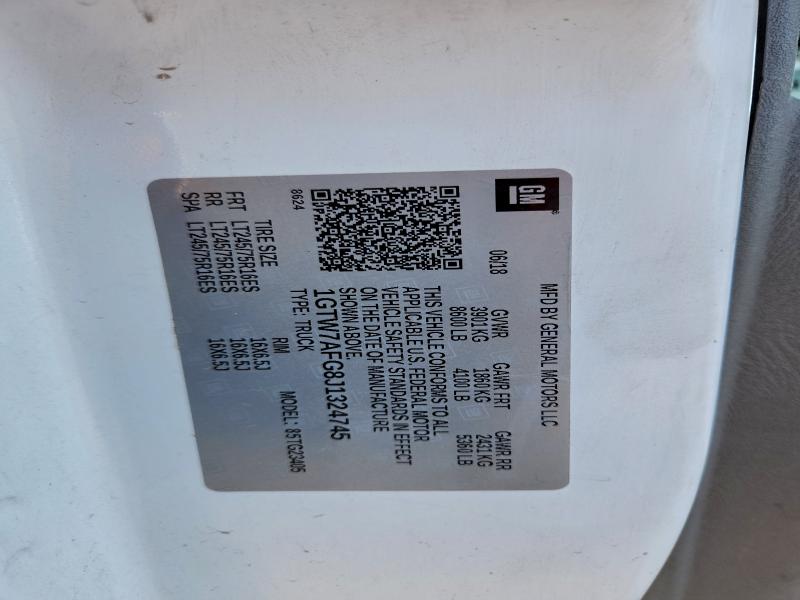 GM
MFD BY GENERAL MOTORS LLC
06/18 GVWR GAWR FRT GAWR RR
3901 KG 1860 KG 2431 KG
8600 LB 4100 LB 5360 LB
THIS VEHICLE CONFORMS TO ALL
APPLICABLE U.S. FEDERAL MOTOR
VEHICLE SAFETY STANDARDS IN EFFECT
ON THE DATE OF MANUFACTURE
SHOWN ABOVE.
1GTW7AFG8J1324745
8624 TYPE: TRUCK MODEL: 85TG23405
TIRE SIZE RIM
FRT LT245/75R16ES 16X6.5J
RR LT245/75R16ES 16X6.5J
SPA LT245/75R16ES 16X6.5J